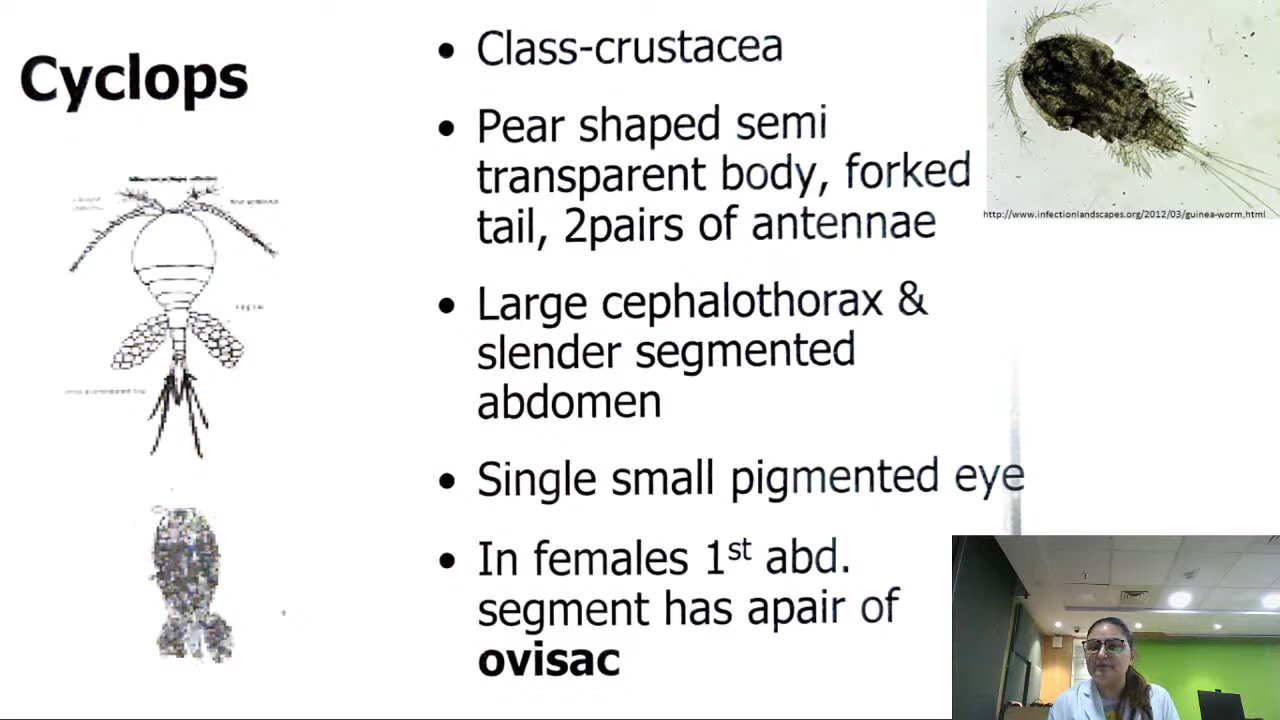 Cyclops
• Class-crustacea
• Pear shaped semi
transparent body, forked
tail, 2pairs of antennae
• Large cephalothorax &
slender segmented
abdomen
• Single small pigmented eye
• In females 1st abd.
segment has apair of
ovisac
http://www.infectionlandscapes.org/2012/03/guinea-worm.html